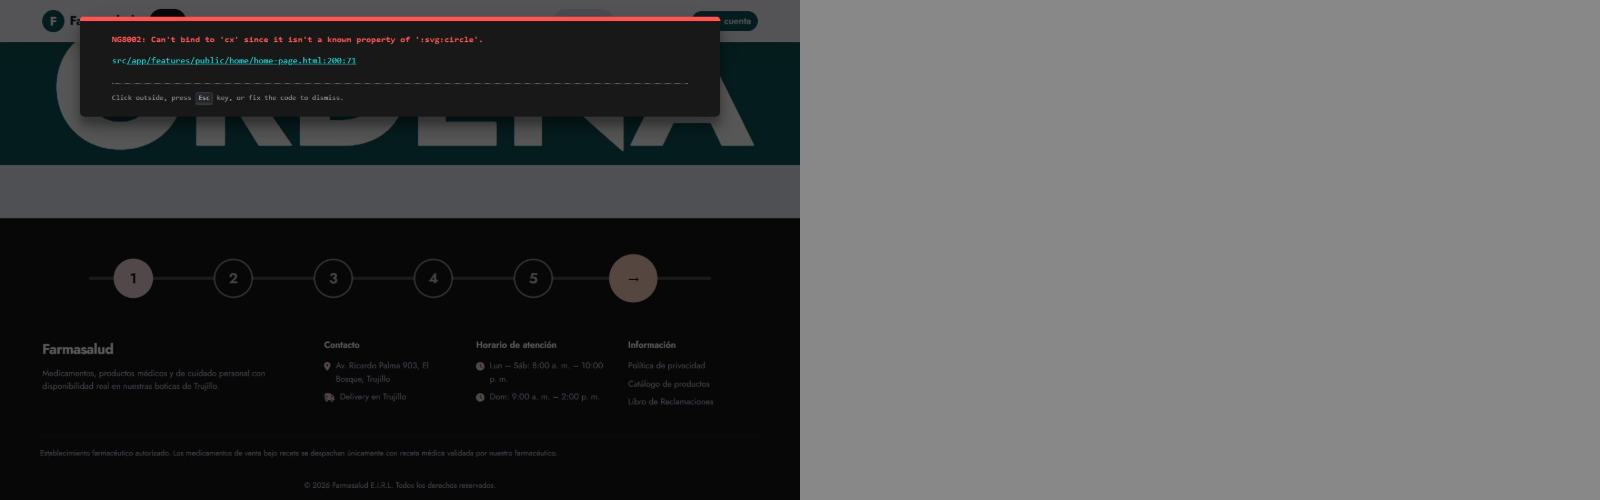 F
cuenta
NG8002: Can't bind to 'cx' since it isn't a known property of ':svg:circle'.
src/app/features/public/home/home-page.html:200:71
Click outside, press Esc key, or fix the code to dismiss.
ORDENA
1 2 3 4 5 →
Farmasalud
Medicamentos, productos médicos y de cuidado personal con
disponibilidad real en nuestras boticas de Trujillo.
Contacto
Av. Ricardo Palma 903, El
Bosque, Trujillo
Delivery en Trujillo
Horario de atención
Lun – Sáb: 8:00 a. m. – 10:00
p. m.
Dom: 9:00 a. m. – 2:00 p. m.
Información
Política de privacidad
Catálogo de productos
Libro de Reclamaciones
Establecimiento farmacéutico autorizado. Los medicamentos de venta bajo receta se despachan únicamente con receta médica validada por nuestro farmacéutico.
© 2026 Farmasalud E.I.R.L. Todos los derechos reservados.